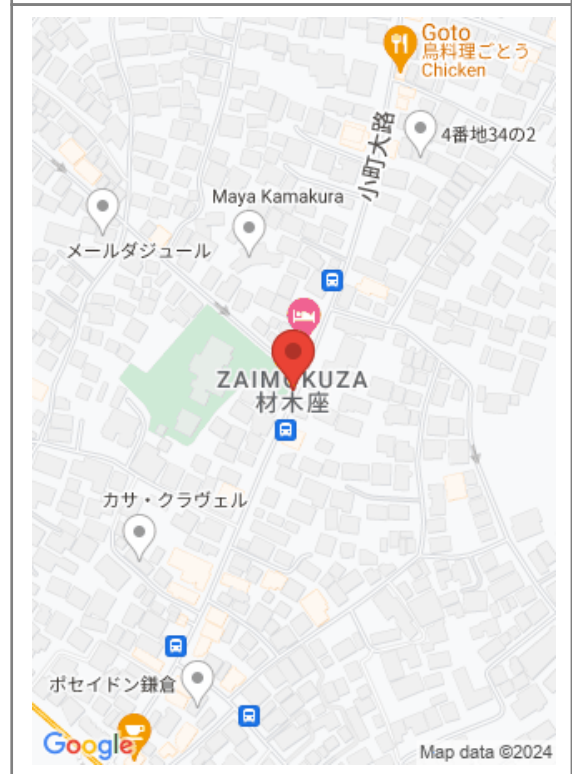 Goto
鳥料理ごとう
Chicken
4番地34の2
小町大路
Maya Kamakura
メールダジュール
ZAIMOKUZA
材木座
カサ・クラヴェル
ポセイドン鎌倉
Google
Map data ©2024